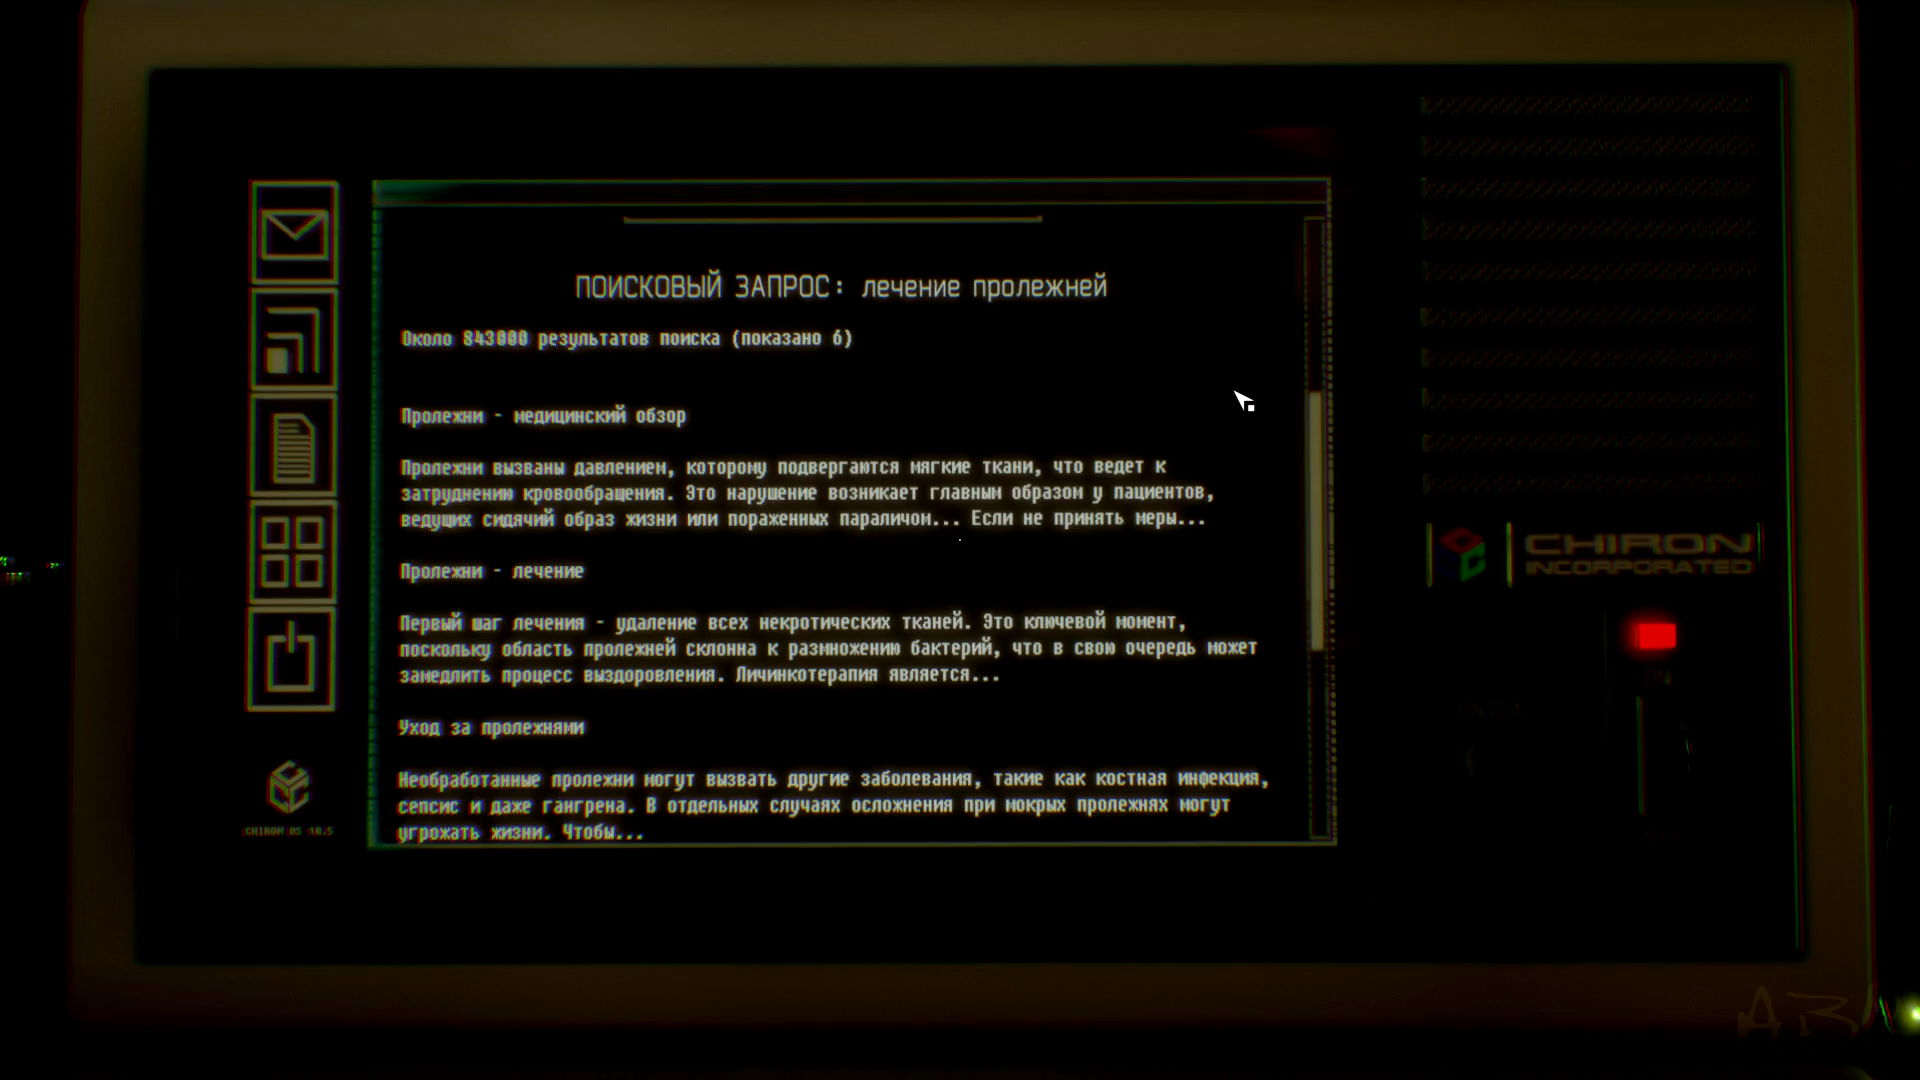 ПОИСКОВЫЙ ЗАПРОС: лечение пролежней
Около 843000 результатов поиска (показано 6)
Пролежни - медицинский обзор
Пролежни вызваны давлением, которому подвергаются мягкие ткани, что ведет к
затруднению кровообращения. Это нарушение возникает главным образом у пациентов,
ведущих сидячий образ жизни или пораженных параличом... Если не принять меры...
Пролежни - лечение
Первый шаг лечения - удаление всех некротических тканей. Это ключевой момент,
поскольку область пролежней склонна к размножению бактерий, что в свою очередь может
замедлить процесс выздоровления. Личинкотерапия является...
Уход за пролежнями
Необработанные пролежни могут вызвать другие заболевания, такие как костная инфекция,
сепсис и даже гангрена. В отдельных случаях осложнения при мокрых пролежнях могут
угрожать жизни. Чтобы...
CHIRON OS 10.5
CHIRON
INCORPORATED